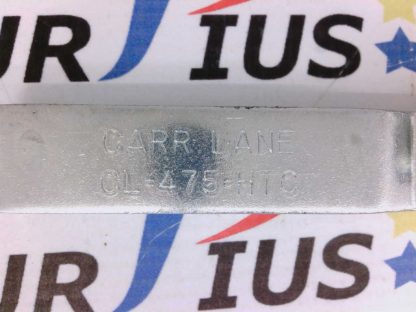 UR IUS
CARR LANE
CL-475-HTC
UR IUS